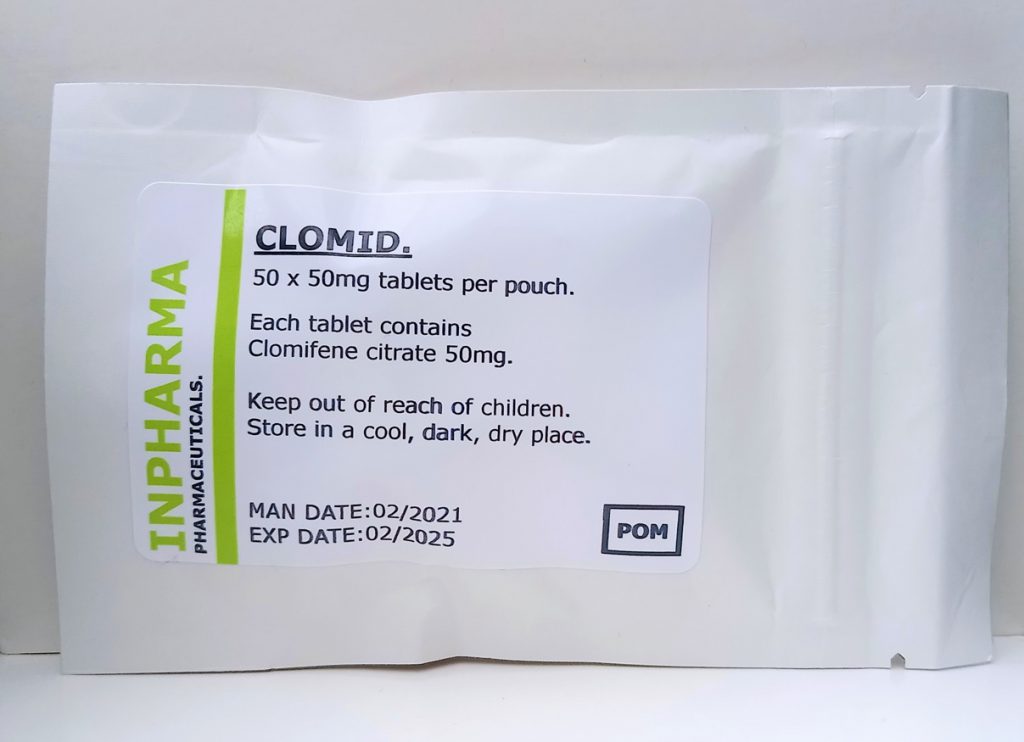 INPHARMA
PHARMACEUTICALS.
CLOMID.
50 x 50mg tablets per pouch.
Each tablet contains
Clomifene citrate 50mg.
Keep out of reach of children.
Store in a cool, dark, dry place.
MAN DATE:02/2021
EXP DATE:02/2025
POM